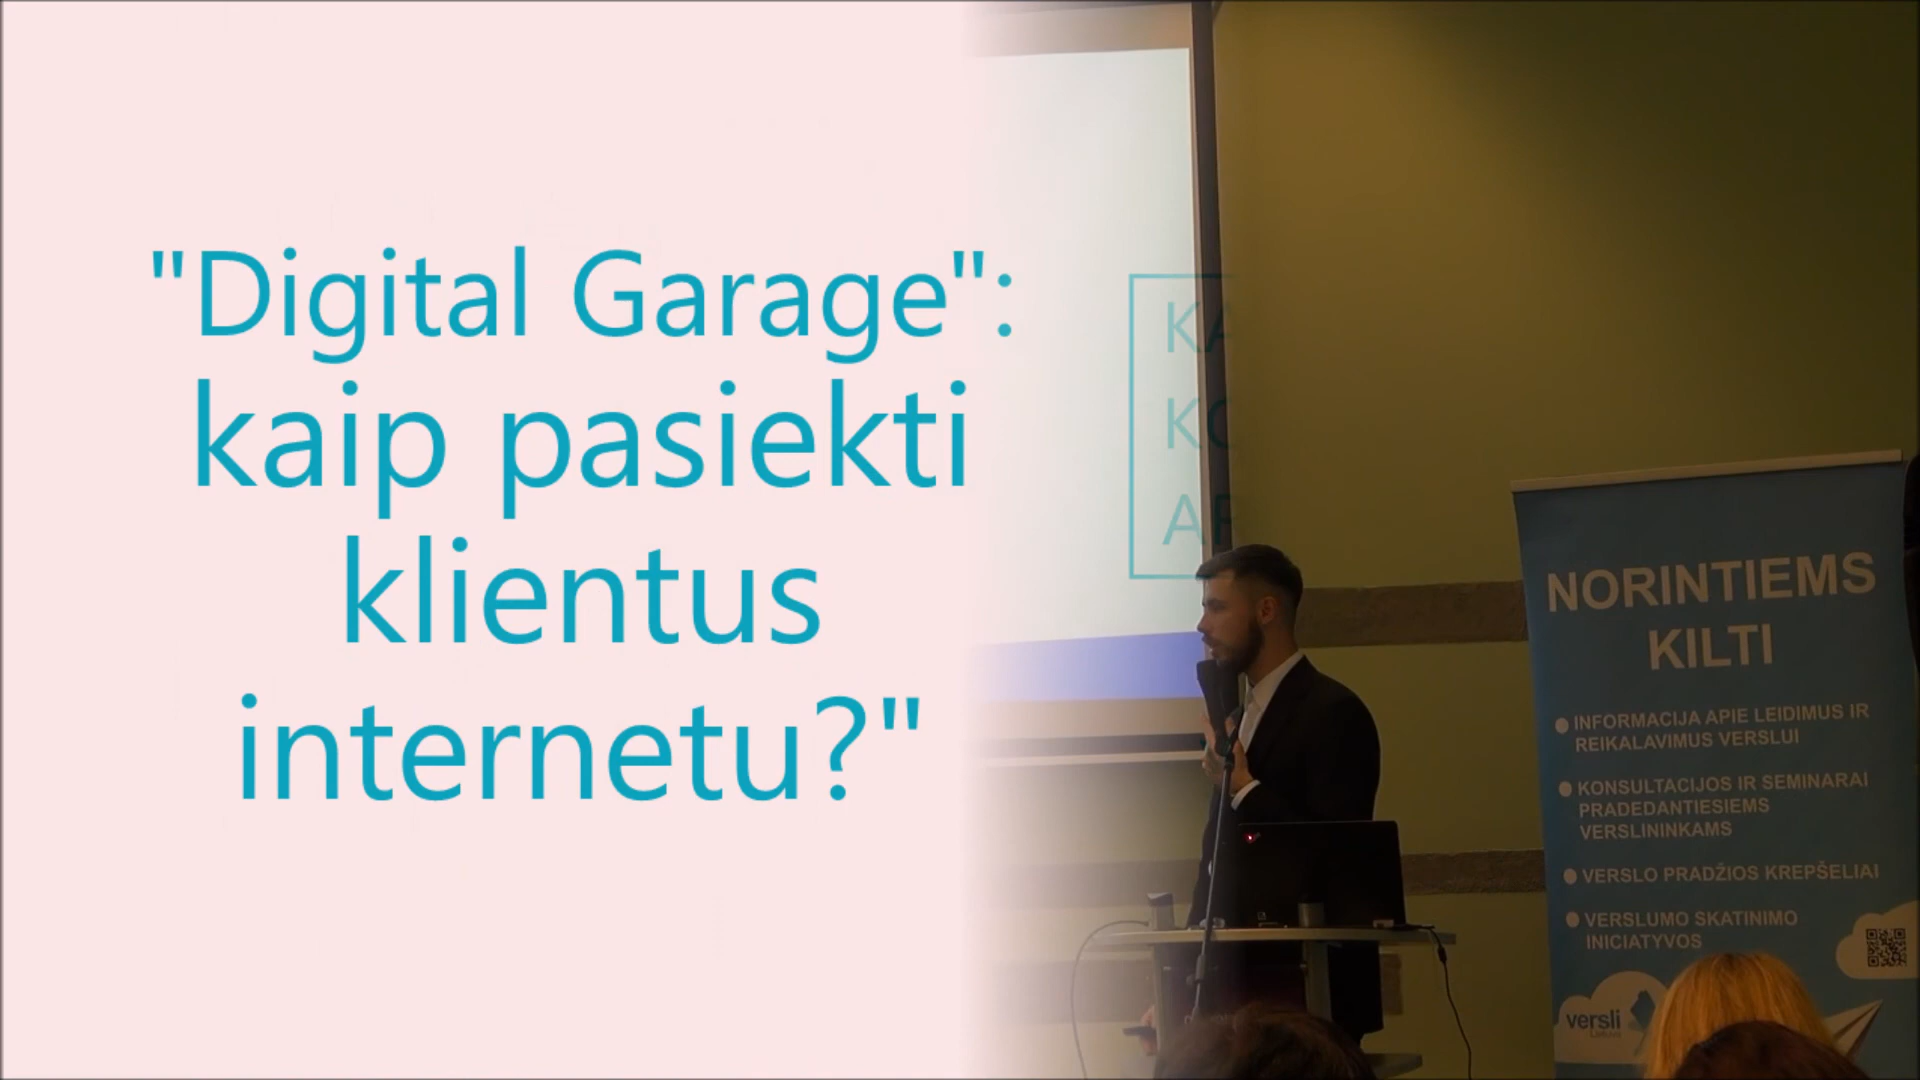 "Digital Garage":
kaip pasiekti
klientus
internetu?"
NORINTIEMS
KILTI
INFORMACIJA APIE LEIDIMUS IR
REIKALAVIMUS VERSLUI
KONSULTACIJOS IR SEMINARAI
PRADEDANTIESIEMS
VERSLININKAMS
VERSLO PRADŽIOS KREPŠELIAI
VERSLUMO SKATINIMO
INICIATYVOS
versli